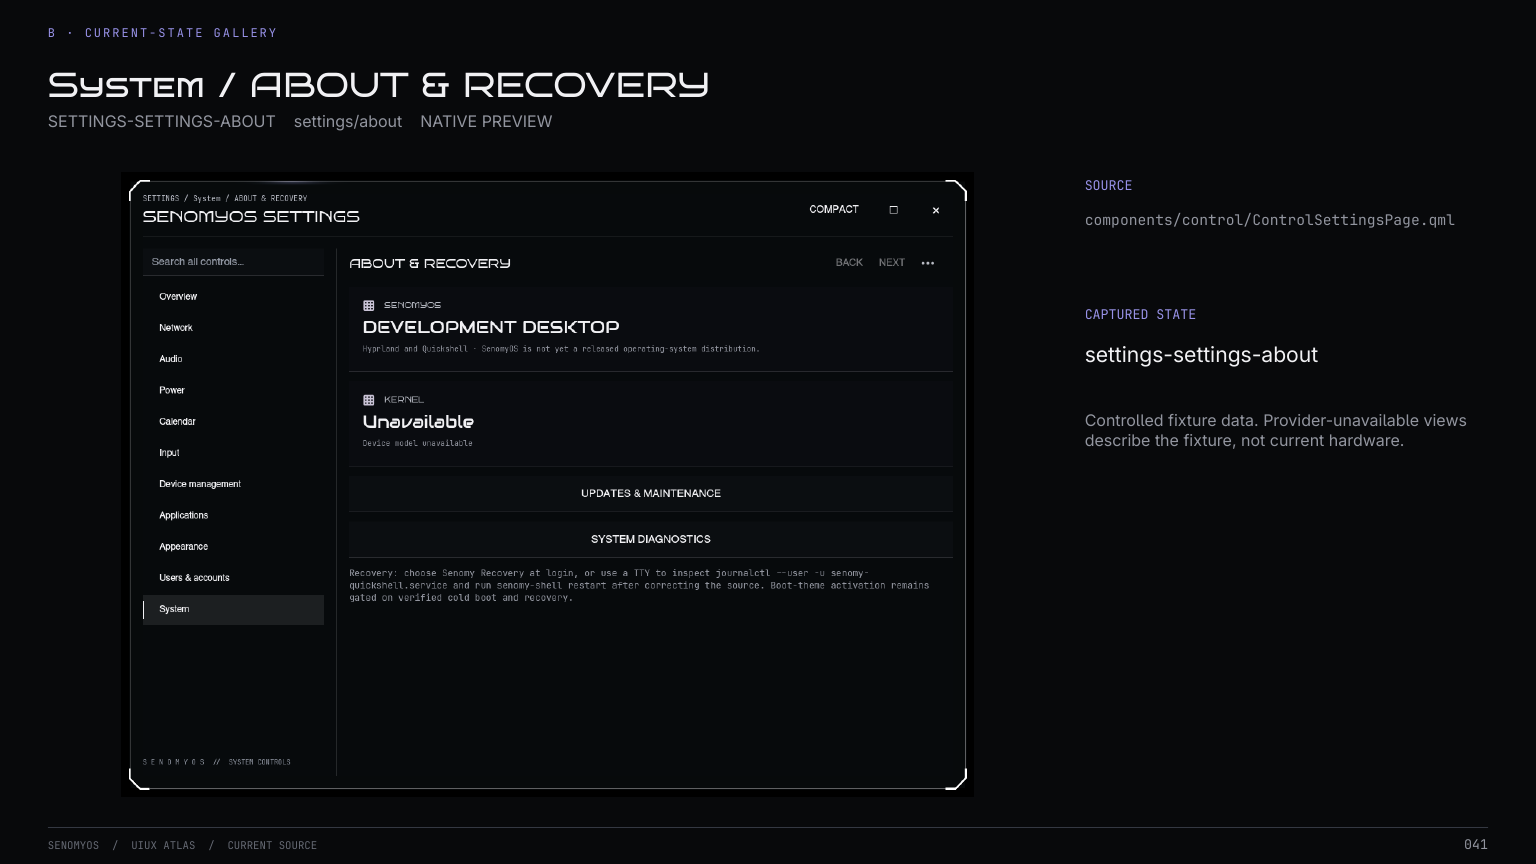 B · CURRENT-STATE GALLERY
System / ABOUT & RECOVERY
SETTINGS-SETTINGS-ABOUT settings/about NATIVE PREVIEW
SETTINGS / System / ABOUT & RECOVERY
SENOMYOS SETTINGS
COMPACT
Search all controls...
Overview
Network
Audio
Power
Calendar
Input
Device management
Applications
Appearance
Users & accounts
System
SENOMYOS // SYSTEM CONTROLS
ABOUT & RECOVERY
BACK NEXT •••
SENOMYOS
DEVELOPMENT DESKTOP
Hyprland and Quickshell · SenomyOS is not yet a released operating-system distribution.
KERNEL
Unavailable
Device model unavailable
UPDATES & MAINTENANCE
SYSTEM DIAGNOSTICS
Recovery: choose Senomy Recovery at login, or use a TTY to inspect journalctl --user -u senomy-
quickshell.service and run senomy-shell restart after correcting the source. Boot-theme activation remains
gated on verified cold boot and recovery.
SOURCE
components/control/ControlSettingsPage.qml
CAPTURED STATE
settings-settings-about
Controlled fixture data. Provider-unavailable views
describe the fixture, not current hardware.
SENOMYOS / UIUX ATLAS / CURRENT SOURCE
041